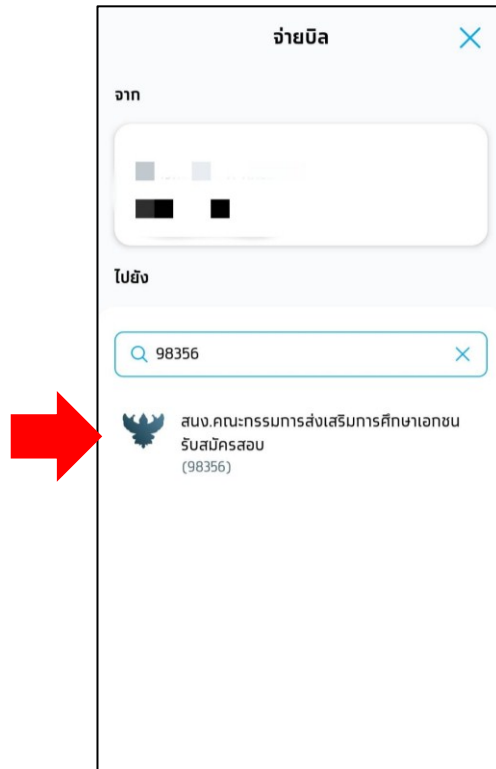 จ่ายบิล
จาก
ไปยัง
98356
สนง.คณะกรรมการส่งเสริมการศึกษาเอกชน
รับสมัครสอบ
(98356)